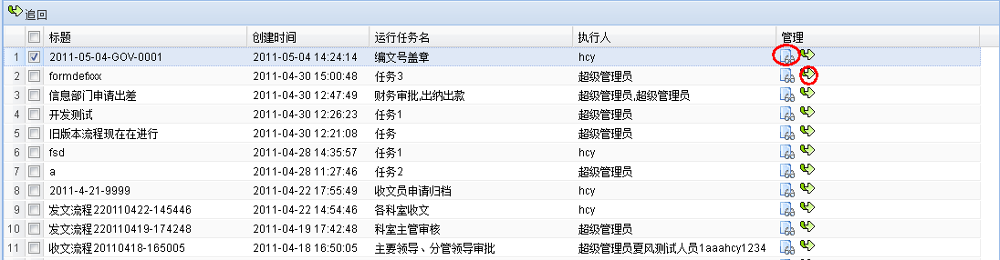 追回
标题 创建时间 运行任务名 执行人 管理
1 2011-05-04-GOV-0001 2011-05-04 14:24:14 编文号盖章 hcy
2 formdefxxx 2011-04-30 15:00:48 任务3 超级管理员
3 信息部门申请出差 2011-04-30 12:47:49 财务审批,出纳出款 超级管理员,超级管理员
4 开发测试 2011-04-30 12:26:23 任务1 超级管理员
5 旧版本流程现在在进行 2011-04-30 12:21:08 任务 超级管理员
6 fsd 2011-04-28 14:35:57 任务1 hcy
7 a 2011-04-28 11:27:46 任务2 超级管理员
8 2011-4-21-9999 2011-04-22 17:55:49 收文员申请归档 hcy
9 发文流程220110422-145446 2011-04-22 14:54:46 各科室收文 hcy
10 发文流程220110419-174248 2011-04-19 17:42:48 科室主管审核 超级管理员
11 收文流程20110418-165005 2011-04-18 16:50:05 主要领导、分管领导审批 超级管理员夏风测试人员1aaahcy1234